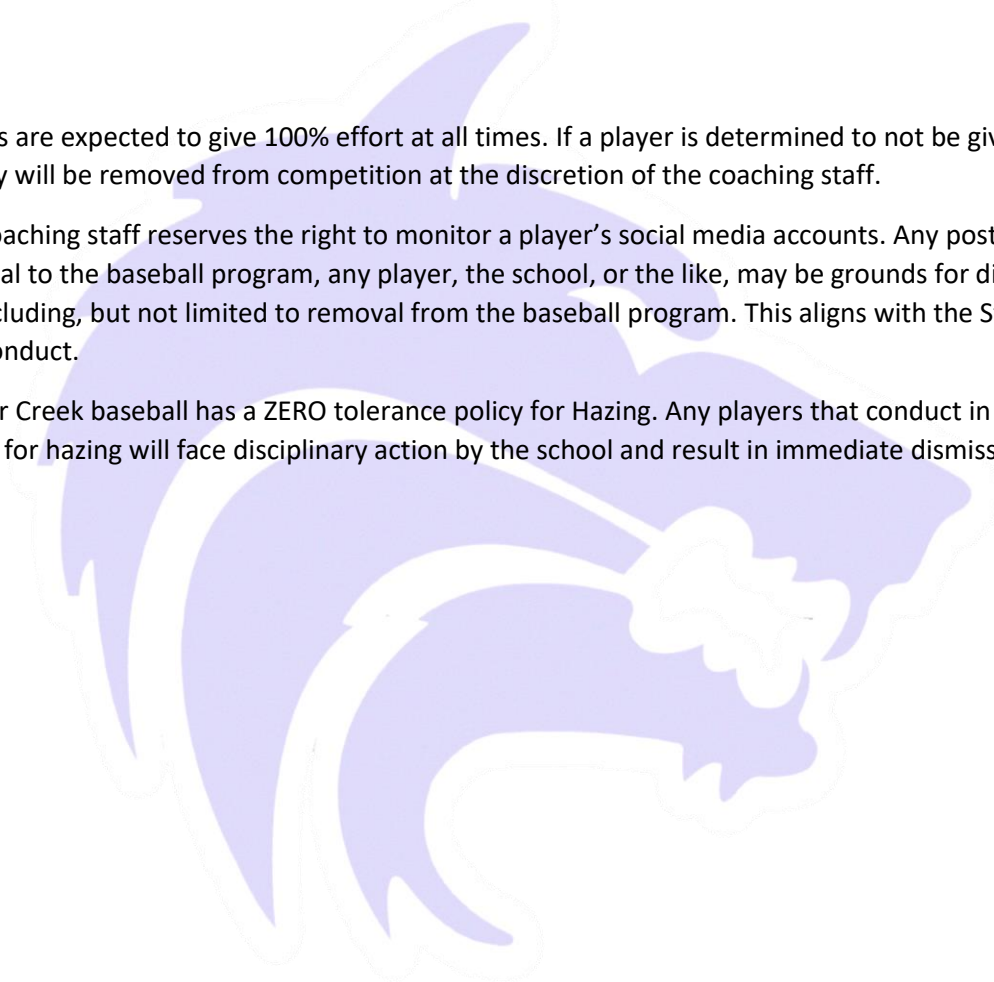 s are expected to give 100% effort at all times. If a player is determined to not be giv
y will be removed from competition at the discretion of the coaching staff.
oaching staff reserves the right to monitor a player’s social media accounts. Any post
al to the baseball program, any player, the school, or the like, may be grounds for di
cluding, but not limited to removal from the baseball program. This aligns with the S
onduct.
r Creek baseball has a ZERO tolerance policy for Hazing. Any players that conduct in
for hazing will face disciplinary action by the school and result in immediate dismiss